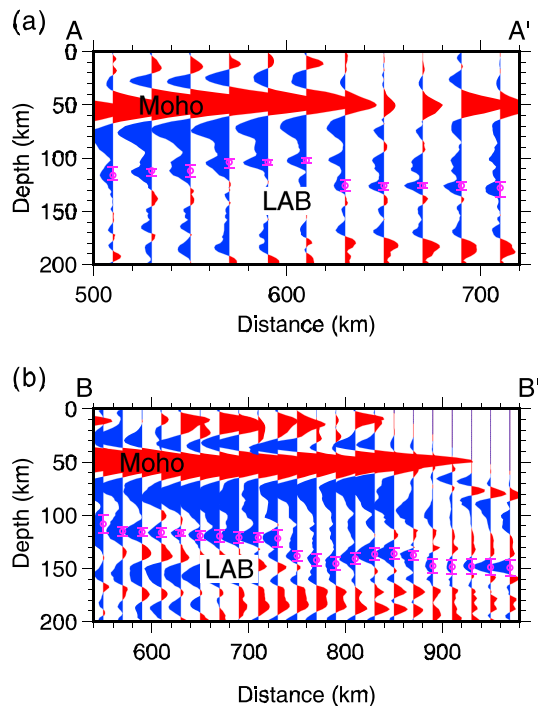 (a)
A A'
0
50
100
150
200
Depth (km)
Moho
LAB
500 600 700
Distance (km)
(b)
B B'
0
50
100
150
200
Depth (km)
Moho
LAB
600 700 800 900
Distance (km)